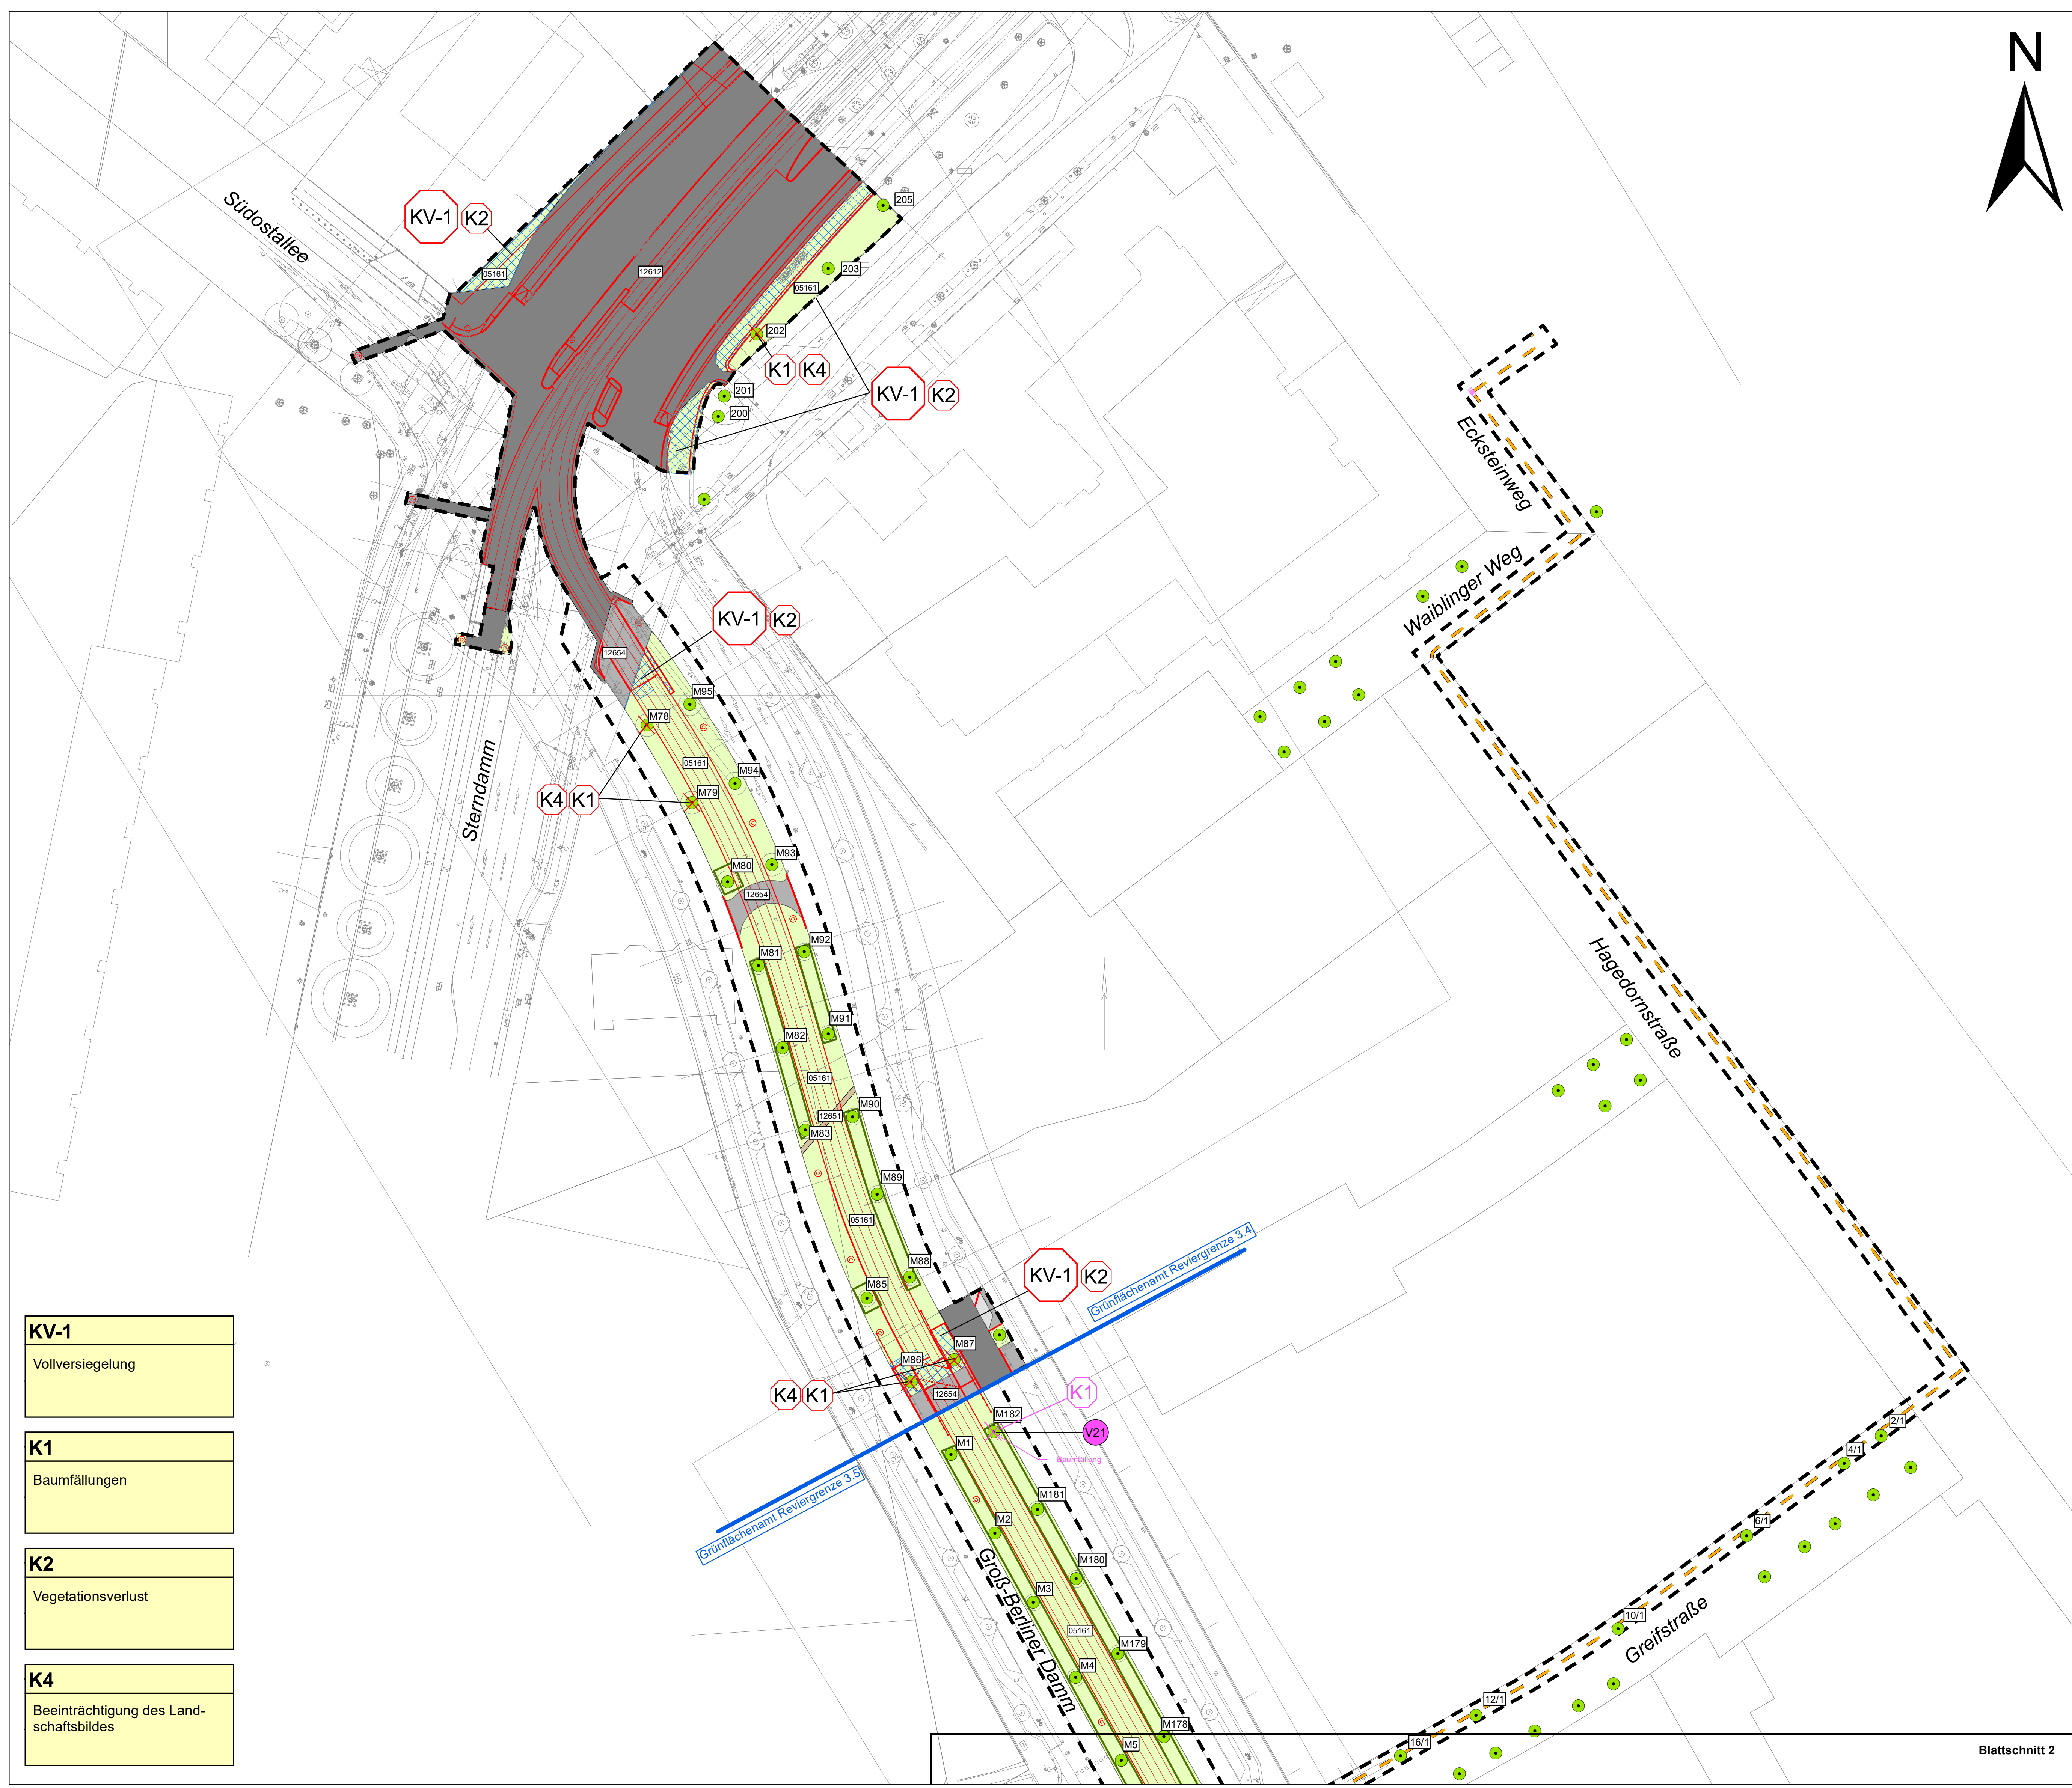 N
205
KV-1 K2
Südostallee
05161
12612
203
05161
202
K1 K4
KV-1 K2
201
200
Ecksteinweg
Waiblinger Weg
KV-1 K2
12654
M95
M78
Sterndamm
05161
M94
M79
K4 K1
M93
M80
12654
M92
M81
Hagedornstraße
M91
M82
05161
M90
12651
M83
M89
05161
Grünflächenamt Reviergrenze 3.4
M88
KV-1 K2
M85
M87
M86
K4 K1
12654
K1
M182
V21
M1
Baumfällung
Grünflächenamt Reviergrenze 3.5
2/1
4/1
M181
M2
6/1
M180
Groß-Berliner Damm
M3
10/1
Greifstraße
05161
M179
M4
12/1
M178
16/1
M5
KV-1
Vollversiegelung
K1
Baumfällungen
K2
Vegetationsverlust
K4
Beeinträchtigung des Land-
schaftsbildes
Blattschnitt 2